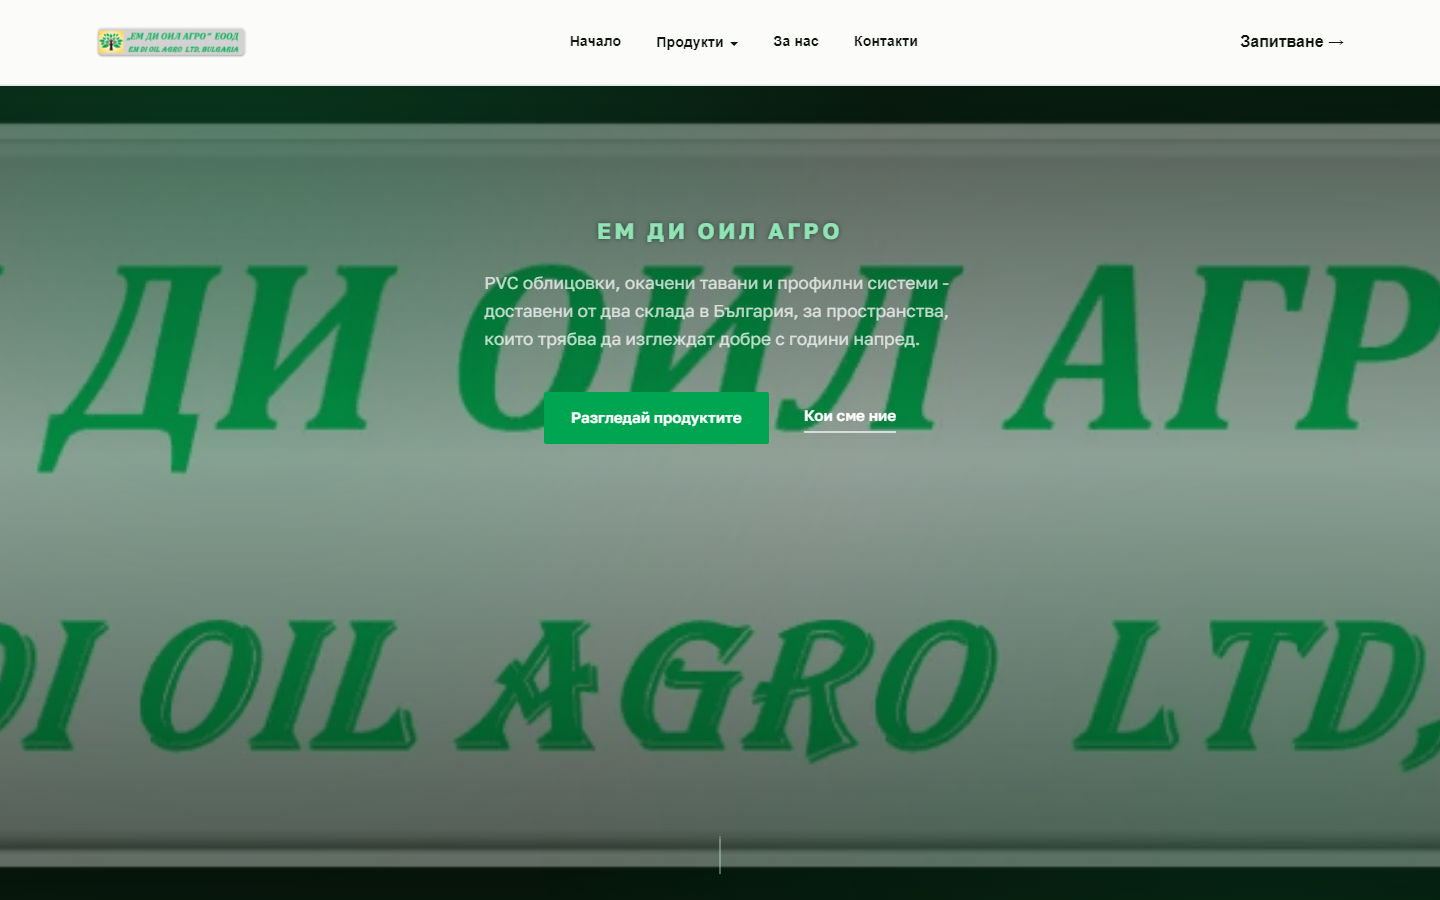 „ЕМ ДИ ОИЛ АГРО“ ЕООД
EM DI OIL AGRO LTD, BULGARIA
Начало
Продукти
За нас
Контакти
Запитване →
ЕМ ДИ ОИЛ АГРО
PVC облицовки, окачени тавани и профилни системи -
доставени от два склада в България, за пространства,
които трябва да изглеждат добре с години напред.
Разгледай продуктите
Кои сме ние
ДИ ОИЛ АГР
DI OIL AGRO LTD,